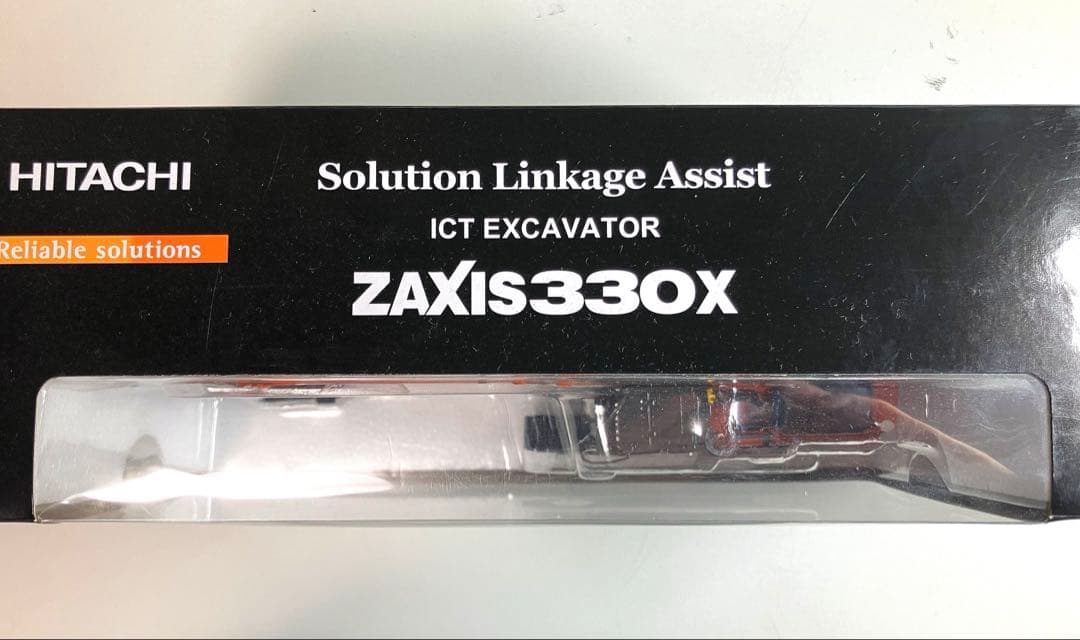 HITACHI
Reliable solutions
Solution Linkage Assist
ICT EXCAVATOR
ZAXIS330X